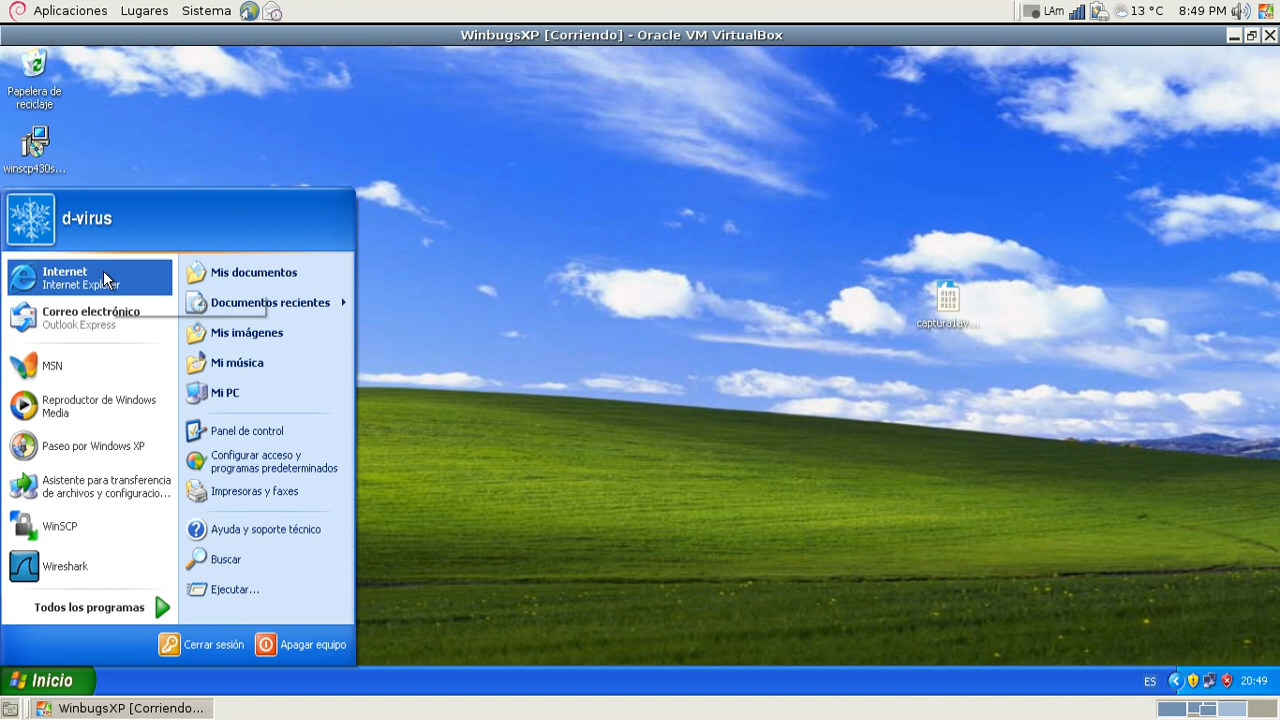 Aplicaciones Lugares Sistema
LAm 13 °C 8:49 PM
WinbugsXP [Corriendo] - Oracle VM VirtualBox
Papelera de
reciclaje
winscp430s...
d-virus
Internet
Internet Explorer
Correo electrónico
Outlook Express
MSN
Reproductor de Windows
Media
Paseo por Windows XP
Asistente para transferencia
de archivos y configuracio...
WinSCP
Wireshark
Todos los programas
Mis documentos
Documentos recientes
Mis imágenes
Mi música
Mi PC
Panel de control
Configurar acceso y
programas predeterminados
Impresoras y faxes
Ayuda y soporte técnico
Buscar
Ejecutar...
Cerrar sesión
Apagar equipo
Inicio
ES
20:49
WinbugsXP [Corriendo...